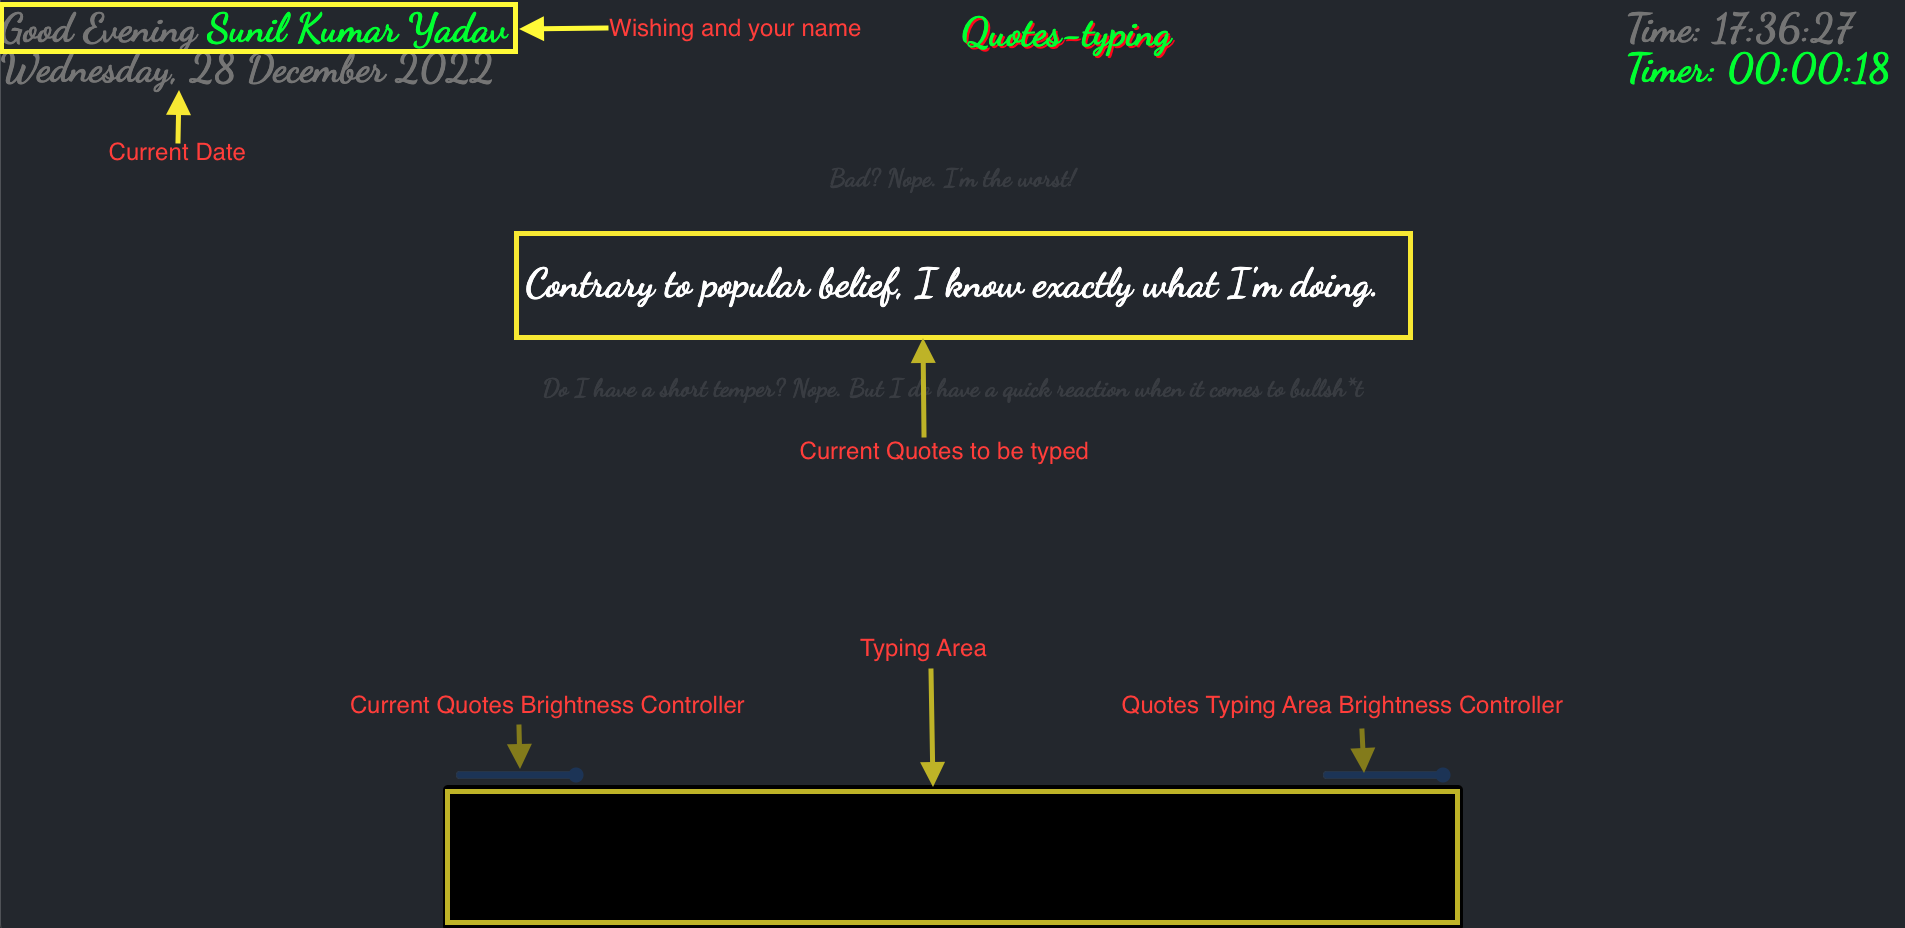 Good Evening Sunil Kumar Yadav
Wishing and your name
Quotes-typing
Time: 17:36:27
Wednesday, 28 December 2022
Timer: 00:00:18
Current Date
Bad? Nope. I'm the worst!
Contrary to popular belief, I know exactly what I'm doing.
Do I have a short temper? Nope. But I do have a quick reaction when it comes to bullsh*t
Current Quotes to be typed
Typing Area
Current Quotes Brightness Controller
Quotes Typing Area Brightness Controller